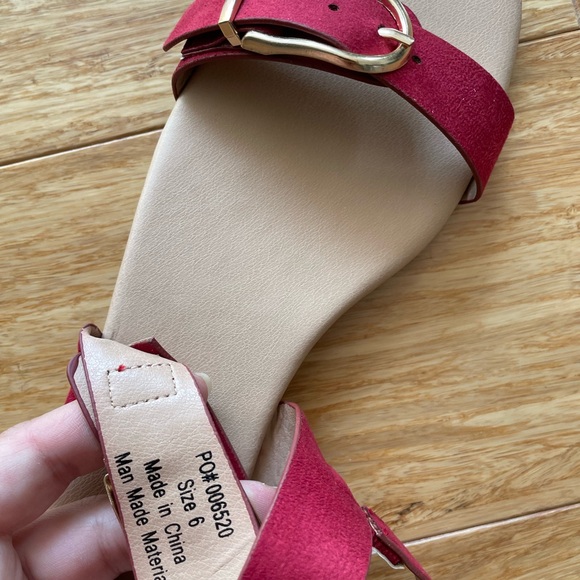 PO# 006520
Size 6
Made in China
Man Made Materia